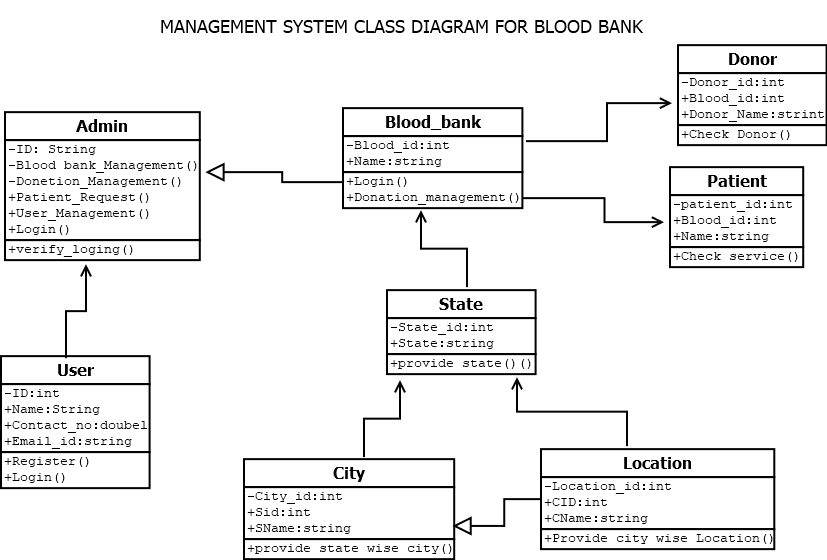 MANAGEMENT SYSTEM CLASS DIAGRAM FOR BLOOD BANK
Donor
-Donor_id:int
+Blood_id:int
+Donor_Name:strint
+Check Donor()
Admin
-ID: String
-Blood bank_Management()
-Donetion_Management()
+Patient_Request()
+User_Management()
+Login()
+verify_loging()
Blood_bank
-Blood_id:int
+Name:string
+Login()
+Donation_management()
Patient
-patient_id:int
+Blood_id:int
+Name:string
+Check service()
State
-State_id:int
+State:string
+provide state()()
User
-ID:int
+Name:String
+Contact_no:doubel
+Email_id:string
+Register()
+Login()
City
-City_id:int
+Sid:int
+SName:string
+provide state wise city()
Location
-Location_id:int
+CID:int
+CName:string
+Provide city wise Location()